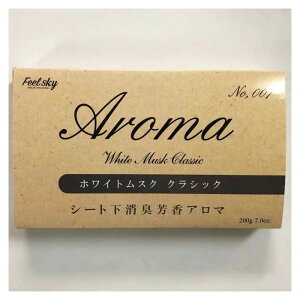 Feel sky
No, 001
Aroma
White Musk Classic
ホワイトムスク クラシック
シート下消臭芳香アロマ
200g 7.0oz.